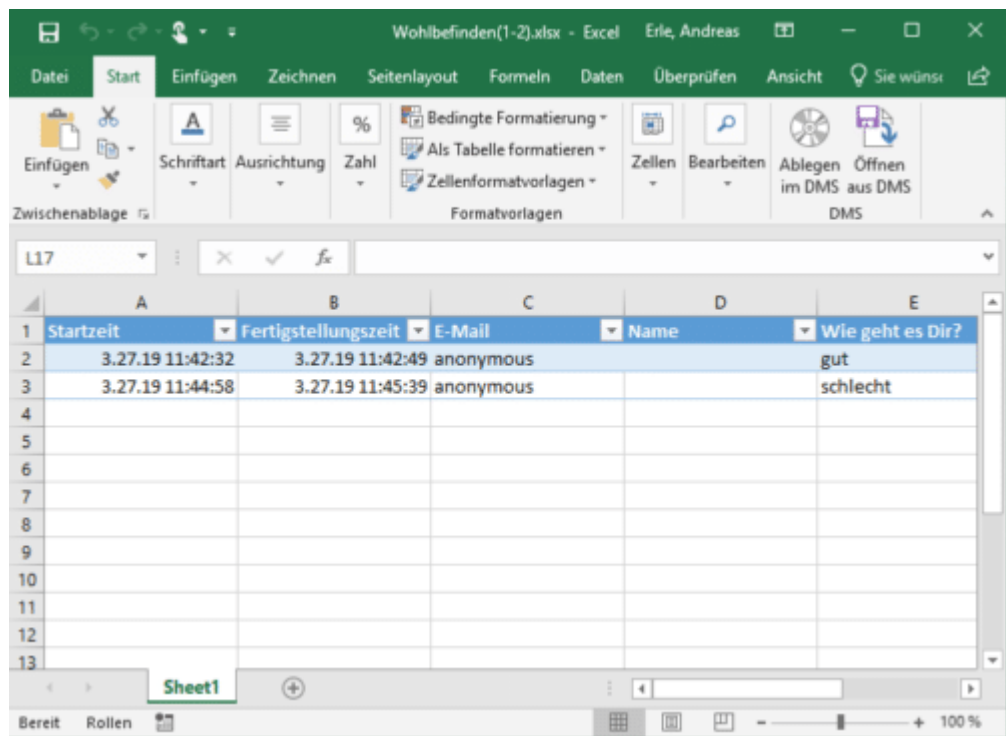 Wohlbefinden(1-2).xlsx - Excel Erle, Andreas
Datei Start Einfügen Zeichnen Seitenlayout Formeln Daten Überprüfen Ansicht Sie wünsc
Einfügen
Zwischenablage
A Schriftart
Ausrichtung
% Zahl
Bedingte Formatierung
Als Tabelle formatieren
Zellenformatvorlagen
Formatvorlagen
Zellen
Bearbeiten
Ablegen im DMS
Öffnen aus DMS
DMS
L17 fx
A B C D E
1 Startzeit Fertigstellungszeit E-Mail Name Wie geht es Dir?
2 3.27.19 11:42:32 3.27.19 11:42:49 anonymous gut
3 3.27.19 11:44:58 3.27.19 11:45:39 anonymous schlecht
4
5
6
7
8
9
10
11
12
13
Sheet1
Bereit Rollen - + 100 %